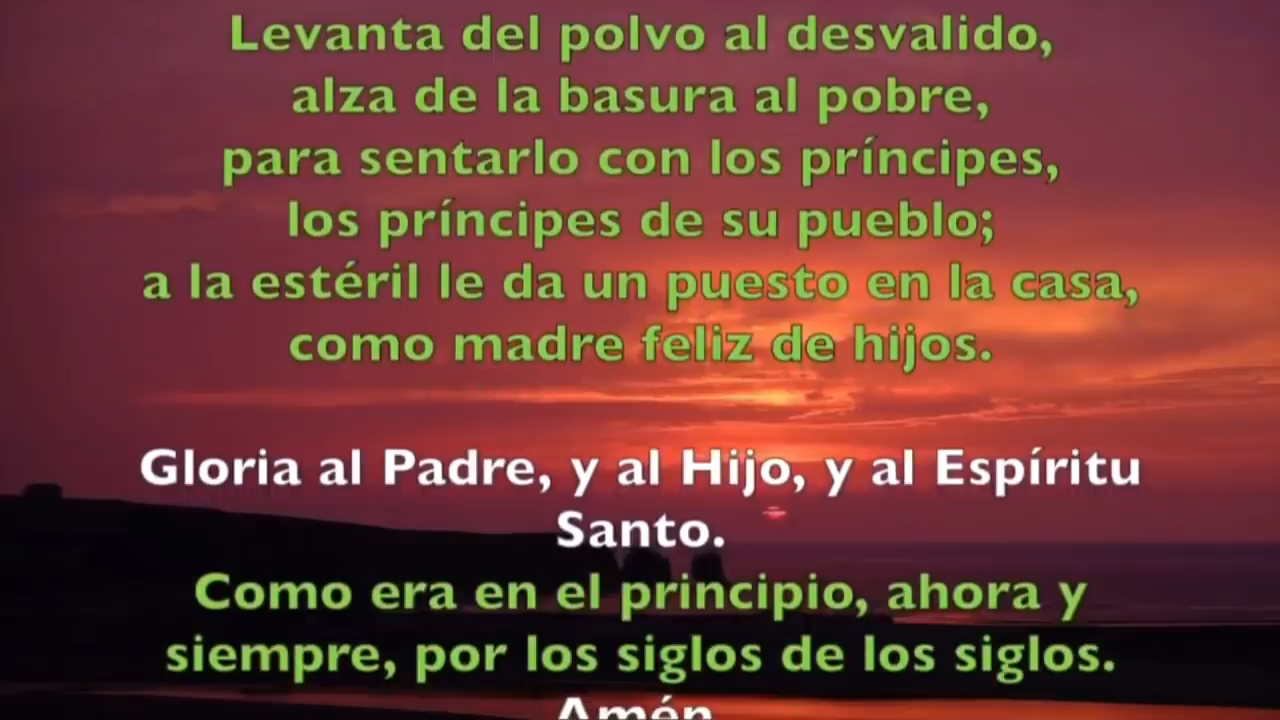 Levanta del polvo al desvalido,
alza de la basura al pobre,
para sentarlo con los príncipes,
los príncipes de su pueblo;
a la estéril le da un puesto en la casa,
como madre feliz de hijos.
Gloria al Padre, y al Hijo, y al Espíritu
Santo.
Como era en el principio, ahora y
siempre, por los siglos de los siglos.
Amén